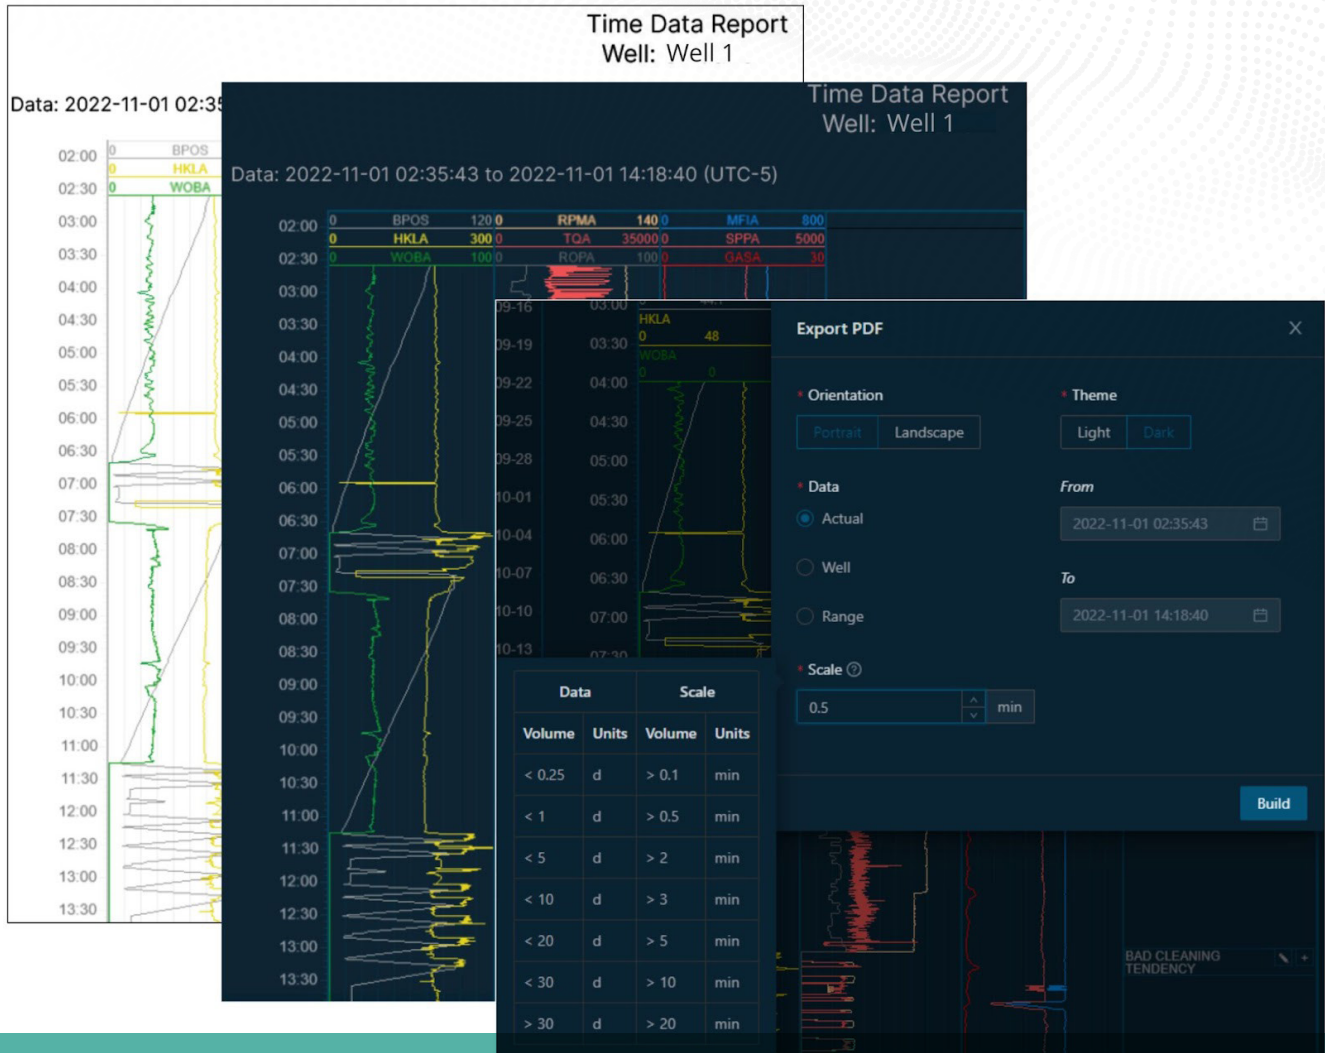 Time Data Report
Well: Well 1
Data: 2022-11-01 02:35
0 BPOS
0 HKLA
0 WOBA
02:00
02:30
03:00
03:30
04:00
04:30
05:00
05:30
06:00
06:30
07:00
07:30
08:00
08:30
09:00
09:30
10:00
10:30
11:00
11:30
12:00
12:30
13:00
13:30
Time Data Report
Well: Well 1
Data: 2022-11-01 02:35:43 to 2022-11-01 14:18:40 (UTC-5)
0 BPOS 120 0 RPMA 140 0 MFIA 800
0 HKLA 300 0 TQA 35000 0 SPPA 5000
0 WOBA 100 0 ROPA 100 0 GASA 30
02:00
02:30
03:00
03:30
04:00
04:30
05:00
05:30
06:00
06:30
07:00
07:30
08:00
08:30
09:00
09:30
10:00
10:30
11:00
11:30
12:00
12:30
13:00
13:30
09-16
09-19
09-22
09-25
09-28
10-01
10-04
10-07
10-10
10-13
03:00
03:30
04:00
04:30
05:00
05:30
06:00
06:30
07:00
07:30
HKLA
0 48
WOBA
0 0
Export PDF
* Orientation
Portrait Landscape
* Theme
Light Dark
* Data
Actual
Well
Range
From
2022-11-01 02:35:43
To
2022-11-01 14:18:40
* Scale
0.5 min
Build
Data Scale
Volume Units Volume Units
< 0.25 d > 0.1 min
< 1 d > 0.5 min
< 5 d > 2 min
< 10 d > 3 min
< 20 d > 5 min
< 30 d > 10 min
> 30 d > 20 min
BAD CLEANING
TENDENCY